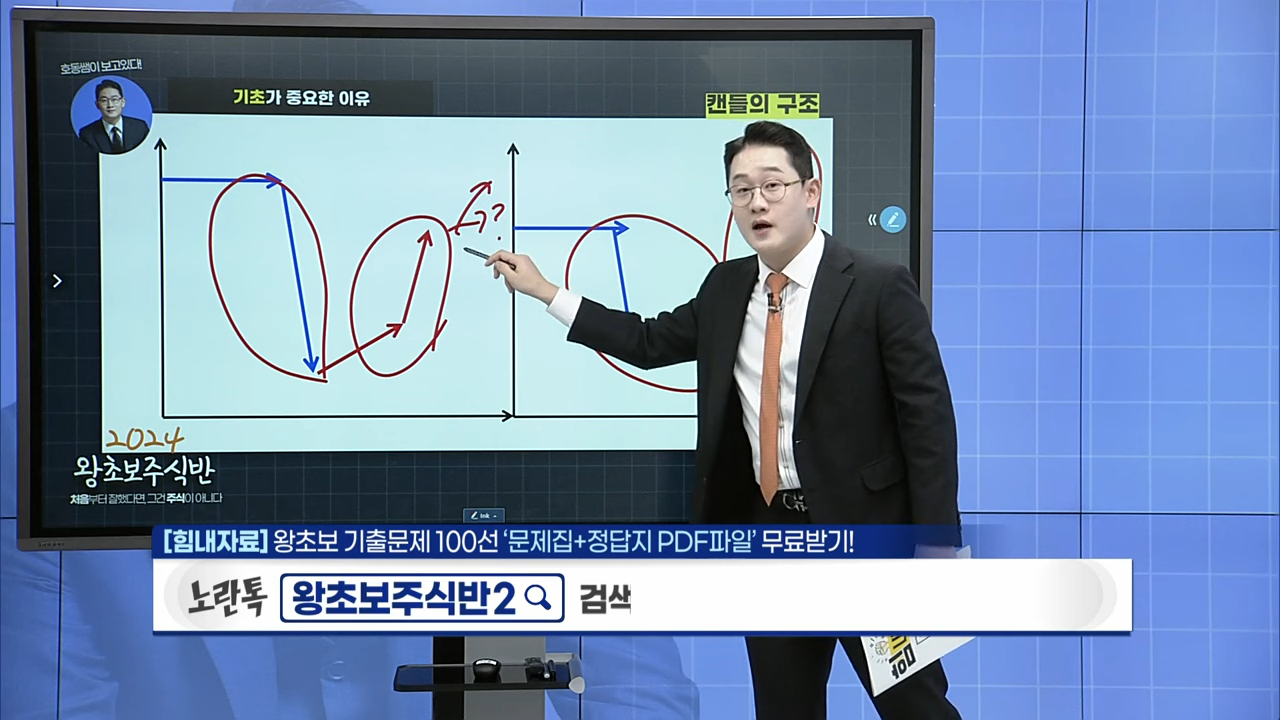 호동쌤이 보고있다!
기초가 중요한 이유
캔들의 구조
??
2024
왕초보주식반
처음부터 잘했다면, 그건 주식이 아니다
Ink
[힘내자료] 왕초보 기출문제 100선 ‘문제집+정답지 PDF파일’ 무료받기!
노란톡 왕초보주식반2 검색